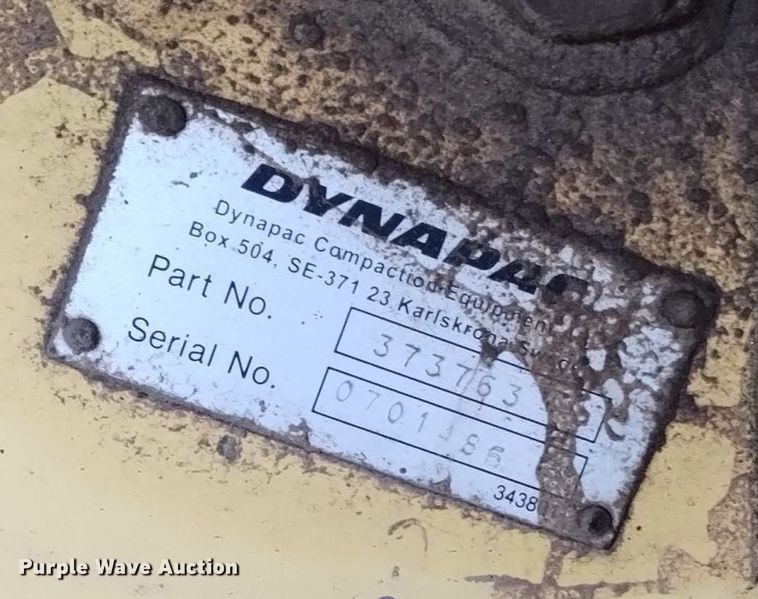 DYNAPAC
Dynapac Compaction Equipment
Box 504, SE-371 23 Karlskrona Sweden
Part No. 373763
Serial No. 0701486
3438
Purple Wave Auction